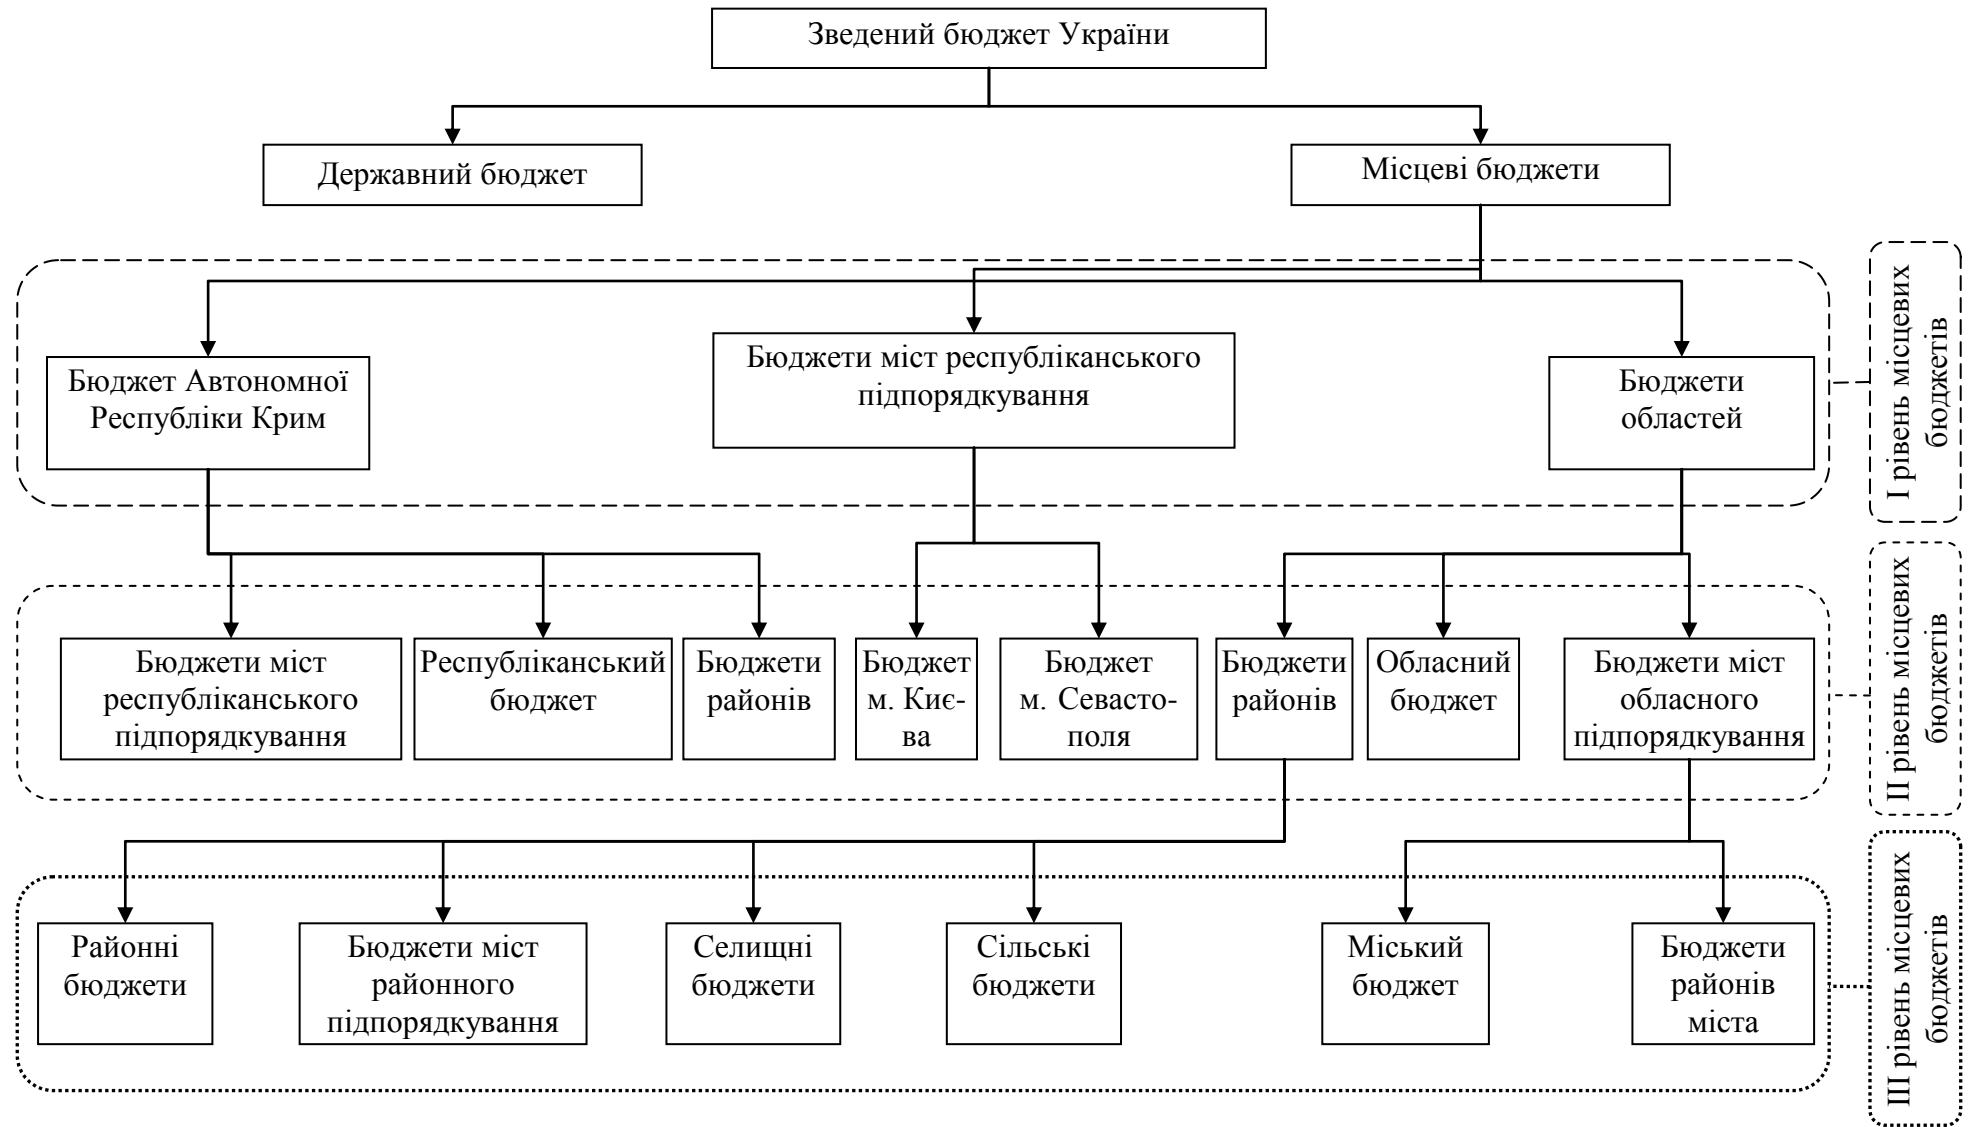 Зведений бюджет України
Державний бюджет
Місцеві бюджети
І рівень місцевих
бюджетів
Бюджет Автономної
Республіки Крим
Бюджети міст республіканського
підпорядкування
Бюджети
областей
ІІ рівень місцевих
бюджетів
Бюджети міст
республіканського
підпорядкування
Республіканський
бюджет
Бюджети
районів
Бюджет
м. Киє-
ва
Бюджет
м. Севасто-
поля
Бюджети
районів
Обласний
бюджет
Бюджети міст
обласного
підпорядкування
ІІІ рівень місцевих
бюджетів
Районні
бюджети
Бюджети міст
районного
підпорядкування
Селищні
бюджети
Сільські
бюджети
Міський
бюджет
Бюджети
районів
міста